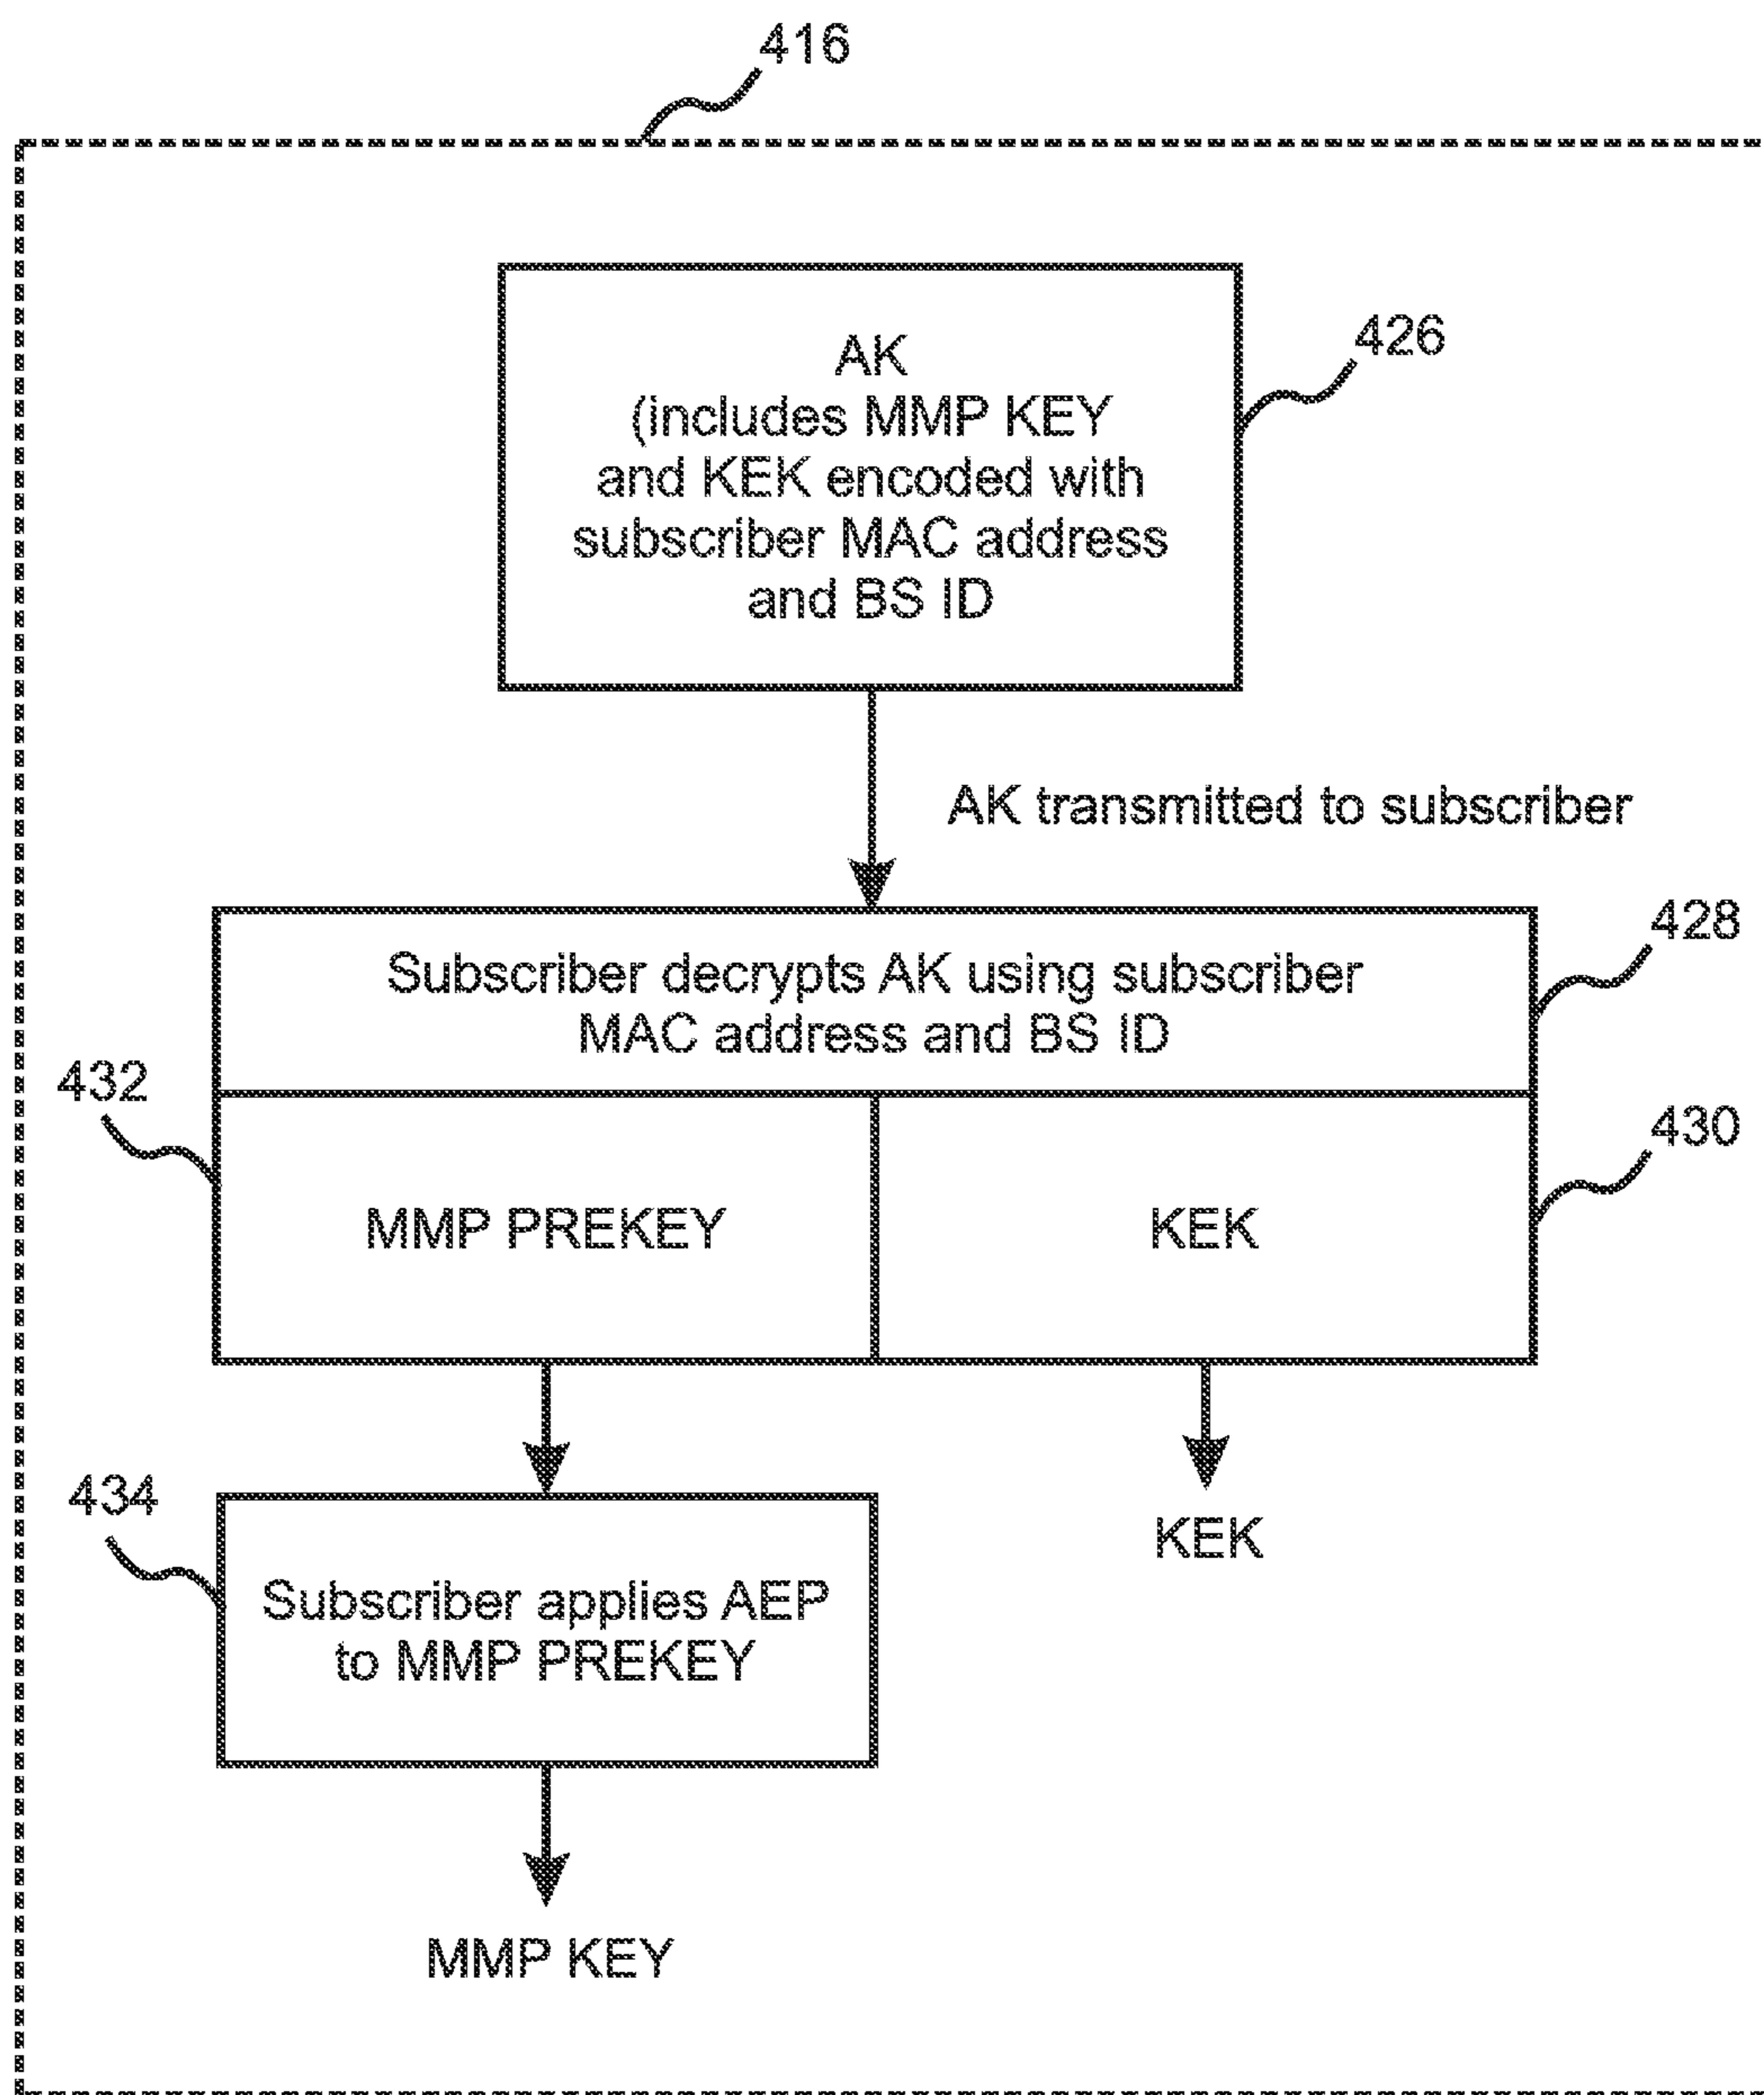 416
AK
(includes MMP KEY
and KEK encoded with
subscriber MAC address
and BS ID
426
AK transmitted to subscriber
428
Subscriber decrypts AK using subscriber
MAC address and BS ID
432
430
MMP PREKEY
KEK
434
Subscriber applies AEP
to MMP PREKEY
KEK
MMP KEY